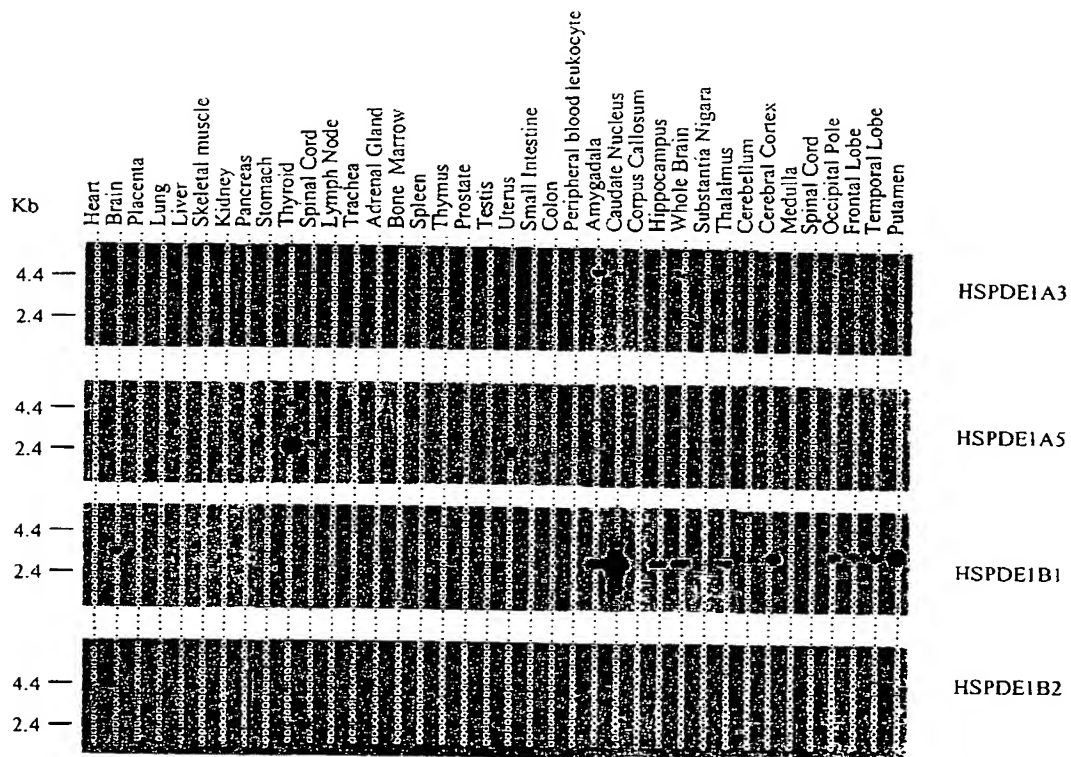 Kb
Heart
Brain
Placenta
Lung
Liver
Skeletal muscle
Kidney
Pancreas
Stomach
Thyroid
Spinal Cord
Lymph Node
Trachea
Adrenal Gland
Bone Marrow
Spleen
Thymus
Prostate
Testis
Uterus
Small Intestine
Colon
Peripheral blood leukocyte
Amygadala
Caudate Nucleus
Corpus Callosum
Hippocampus
Whole Brain
Substantia Nigara
Thalmus
Cerebellum
Cerebral Cortex
Medulla
Spinal Cord
Occipital Pole
Frontal Lobe
Temporal Lobe
Putamen
4.4
2.4
HSPDE1A3
4.4
2.4
HSPDE1A5
4.4
2.4
HSPDE1B1
4.4
2.4
HSPDE1B2